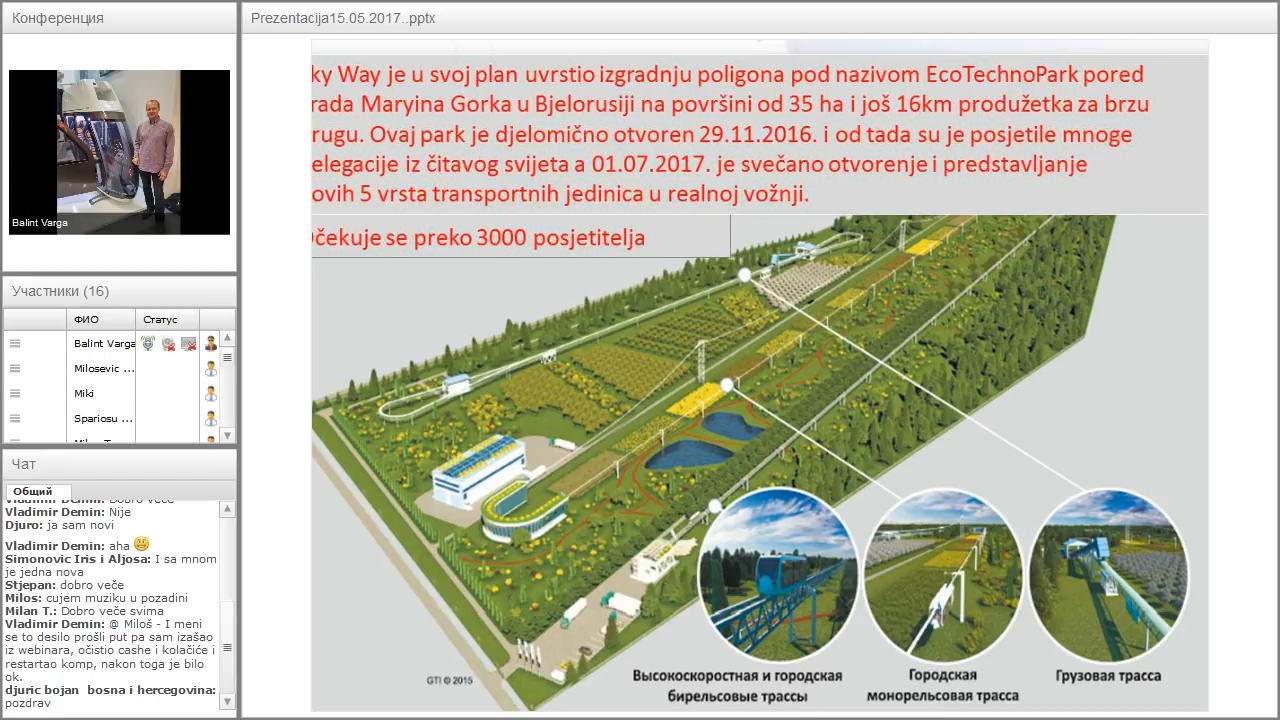 Конференция
Balint Varga
Участники (16)
ФИО
Статус
Balint Varga
Milosevic ...
Miki
Spariosu ...
Чат
Общий
Vladimir Demin: Dobro veče
Vladimir Demin: Nije
Djuro: ja sam novi
Vladimir Demin: aha
Simonovic Iris i Aljosa: I sa mnom
je jedna nova
Stjepan: dobro veče
Milos: cujem muziku u pozadini
Milan T.: Dobro veče svima
Vladimir Demin: @ Miloš - I meni
se to desilo prošli put pa sam izašao
iz webinara, očistio cashe i kolačiće i
restartao komp, nakon toga je bilo
ok.
djuric bojan bosna i hercegovina:
pozdrav
Prezentacija15.05.2017..pptx
ky Way je u svoj plan uvrstio izgradnju poligona pod nazivom EcoTechnoPark pored
rada Maryina Gorka u Bjelorusiji na površini od 35 ha i još 16km produžetka za brzu
rugu. Ovaj park je djelomično otvoren 29.11.2016. i od tada su je posjetile mnoge
elegacije iz čitavog svijeta a 01.07.2017. je svečano otvorenje i predstavljanje
ovih 5 vrsta transportnih jedinica u realnoj vožnji.
Očekuje se preko 3000 posjetitelja
GTI © 2015
Высокоскоростная и городская
бирельсовые трассы
Городская
монорельсовая трасса
Грузовая трасса